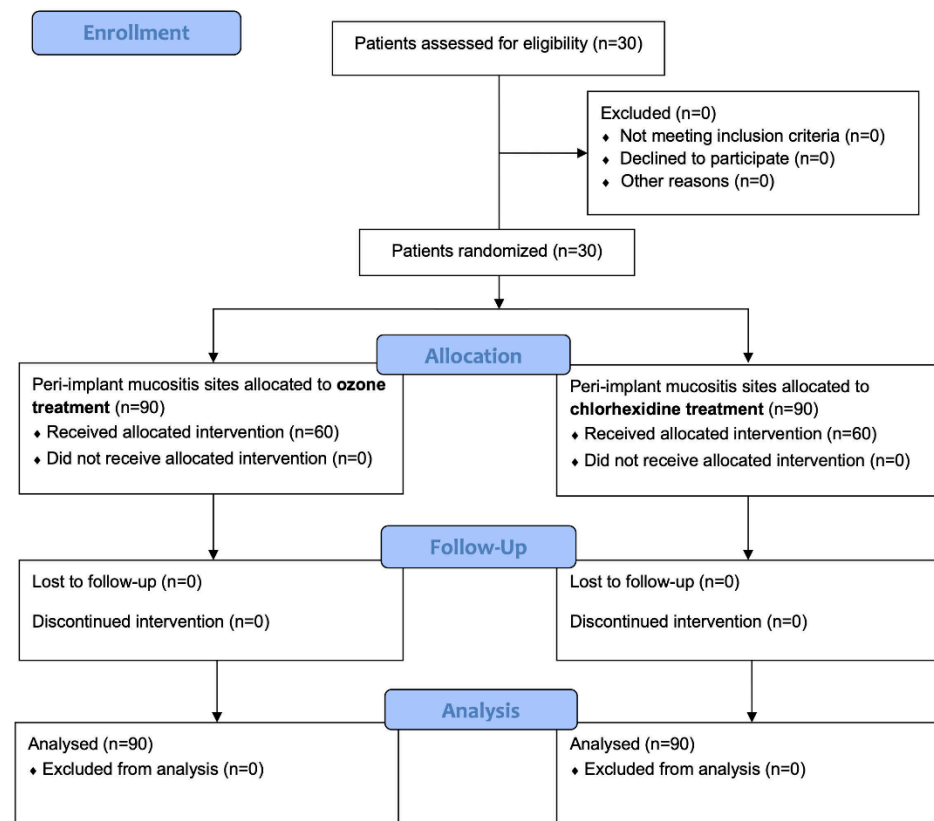 Enrollment
Patients assessed for eligibility (n=30)
Excluded (n=0)
♦ Not meeting inclusion criteria (n=0)
♦ Declined to participate (n=0)
♦ Other reasons (n=0)
Patients randomized (n=30)
Allocation
Peri-implant mucositis sites allocated to ozone
treatment (n=90)
♦ Received allocated intervention (n=60)
♦ Did not receive allocated intervention (n=0)
Peri-implant mucositis sites allocated to
chlorhexidine treatment (n=90)
♦ Received allocated intervention (n=60)
♦ Did not receive allocated intervention (n=0)
Follow-Up
Lost to follow-up (n=0)
Discontinued intervention (n=0)
Lost to follow-up (n=0)
Discontinued intervention (n=0)
Analysis
Analysed (n=90)
♦ Excluded from analysis (n=0)
Analysed (n=90)
♦ Excluded from analysis (n=0)